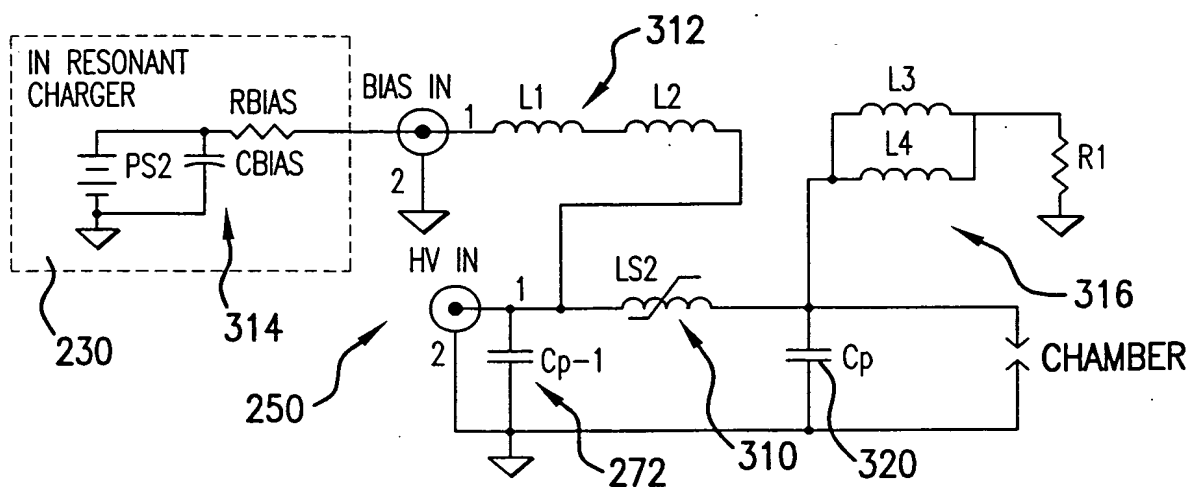 IN RESONANT
CHARGER
RBIAS
PS2
CBIAS
230
314
BIAS IN
1
2
L1
L2
312
HV IN
1
2
250
Cp-1
272
LS2
310
L3
L4
R1
316
Cp
320
CHAMBER